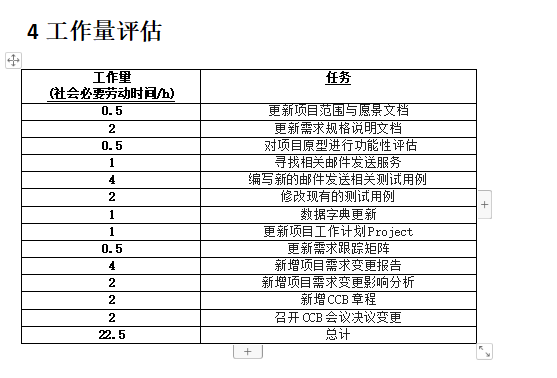 4 工作量评估
工作量 任务
(社会必要劳动时间/h)
0.5 更新项目范围与愿景文档
2 更新需求规格说明文档
0.5 对项目原型进行功能性评估
1 寻找相关邮件发送服务
4 编写新的邮件发送相关测试用例
2 修改现有的测试用例
1 数据字典更新
1 更新项目工作计划Project
0.5 更新需求跟踪矩阵
4 新增项目需求变更报告
2 新增项目需求变更影响分析
2 新增CCB章程
2 召开CCB会议决议变更
22.5 总计